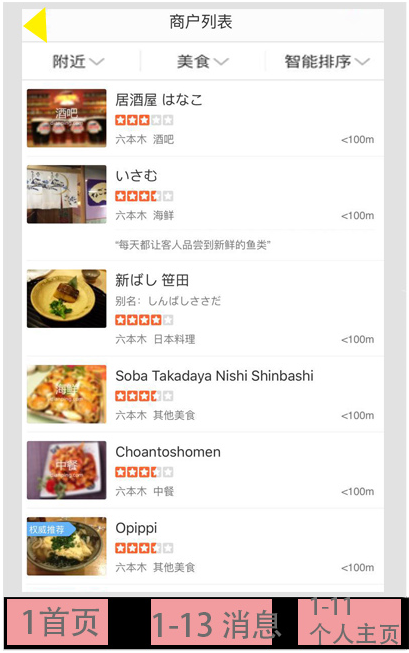 商户列表
附近 美食 智能排序
酒吧
居酒屋 はなこ
六本木 酒吧 <100m
いさむ
六本木 海鲜 <100m
“每天都让客人品尝到新鲜的鱼类”
新ばし 笹田
别名：しんばしささだ
六本木 日本料理 <100m
海鲜
Soba Takadaya Nishi Shinbashi
六本木 其他美食 <100m
中餐
Choantoshomen
六本木 中餐 <100m
权威推荐
Opippi
六本木 其他美食 <100m
1首页
1-13 消息
1-11
个人主页